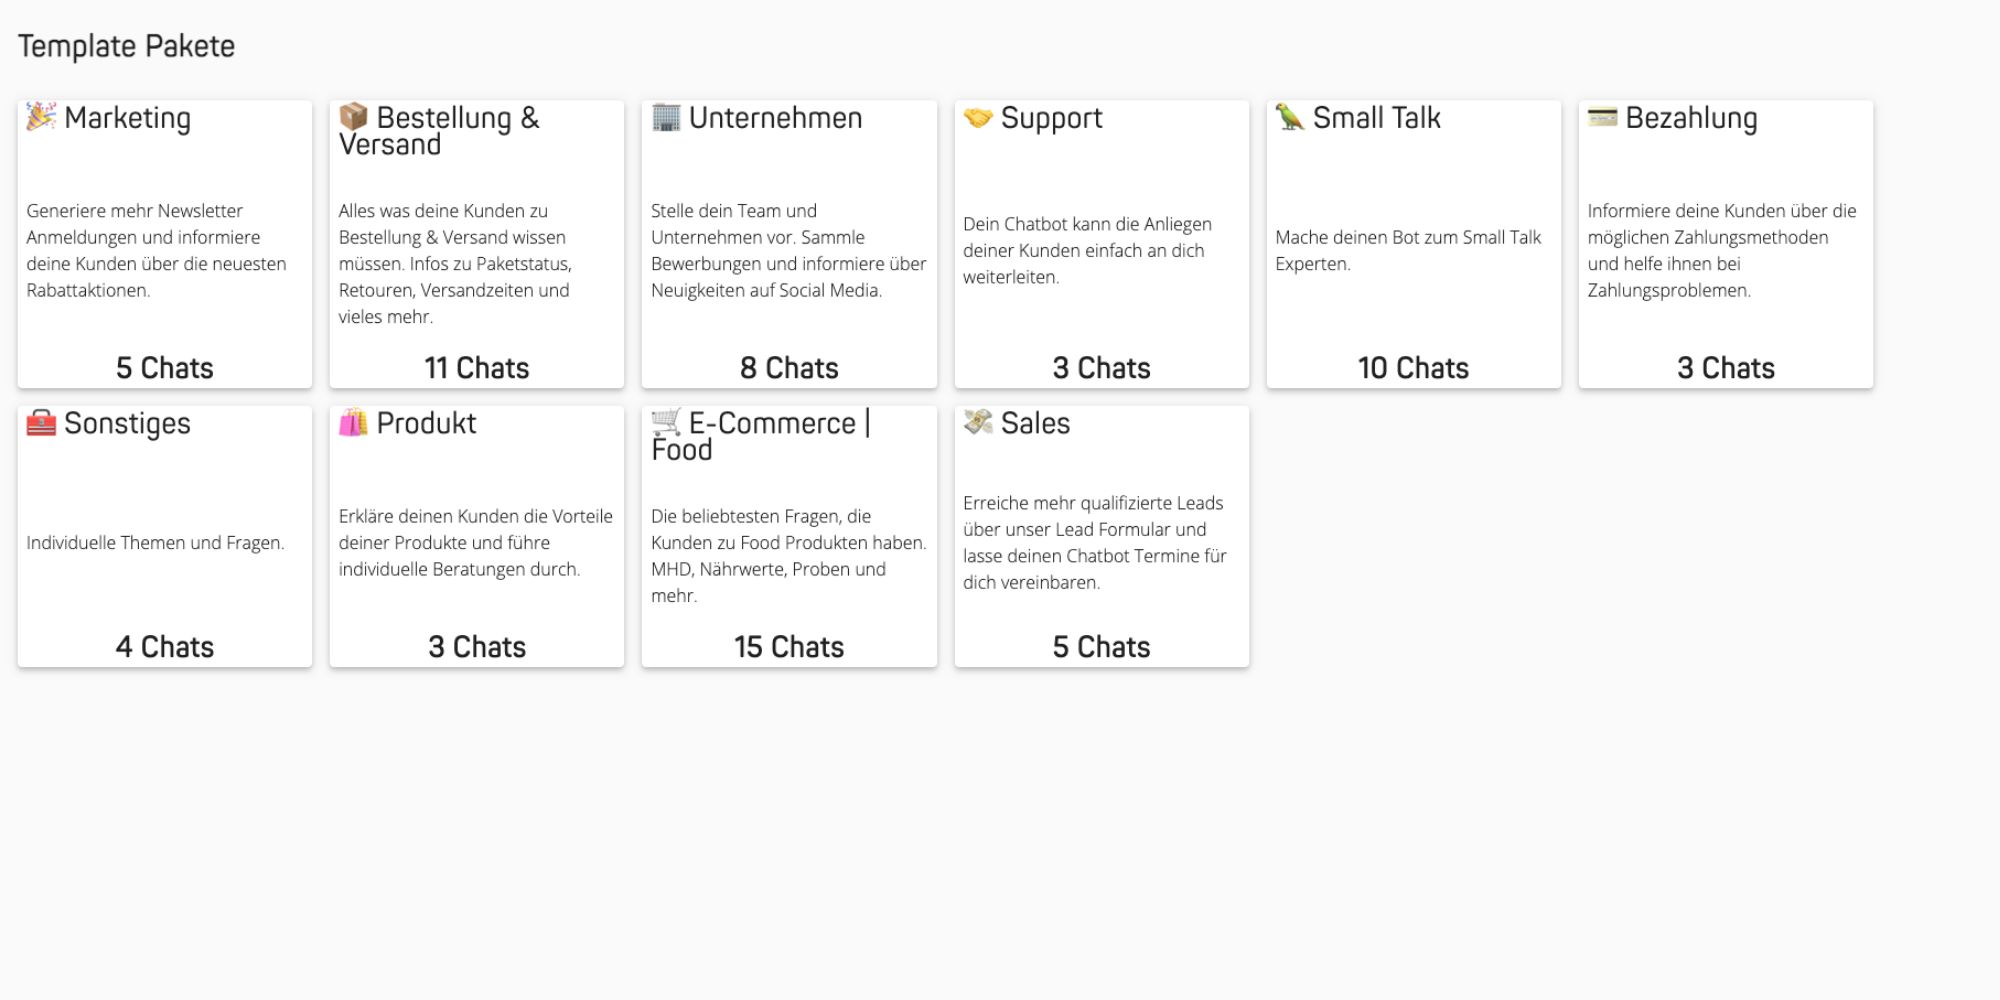 Template Pakete
🎉 Marketing
Generiere mehr Newsletter
Anmeldungen und informiere
deine Kunden über die neuesten
Rabattaktionen.
5 Chats
📦 Bestellung &
Versand
Alles was deine Kunden zu
Bestellung & Versand wissen
müssen. Infos zu Paketstatus,
Retouren, Versandzeiten und
vieles mehr.
11 Chats
🏢 Unternehmen
Stelle dein Team und
Unternehmen vor. Sammle
Bewerbungen und informiere über
Neuigkeiten auf Social Media.
8 Chats
🤝 Support
Dein Chatbot kann die Anliegen
deiner Kunden einfach an dich
weiterleiten.
3 Chats
🦜 Small Talk
Mache deinen Bot zum Small Talk
Experten.
10 Chats
💳 Bezahlung
Informiere deine Kunden über die
möglichen Zahlungsmethoden
und helfe ihnen bei
Zahlungsproblemen.
3 Chats
🧰 Sonstiges
Individuelle Themen und Fragen.
4 Chats
🛍️ Produkt
Erkläre deinen Kunden die Vorteile
deiner Produkte und führe
individuelle Beratungen durch.
3 Chats
🛒 E-Commerce |
Food
Die beliebtesten Fragen, die
Kunden zu Food Produkten haben.
MHD, Nährwerte, Proben und
mehr.
15 Chats
💸 Sales
Erreiche mehr qualifizierte Leads
über unser Lead Formular und
lasse deinen Chatbot Termine für
dich vereinbaren.
5 Chats